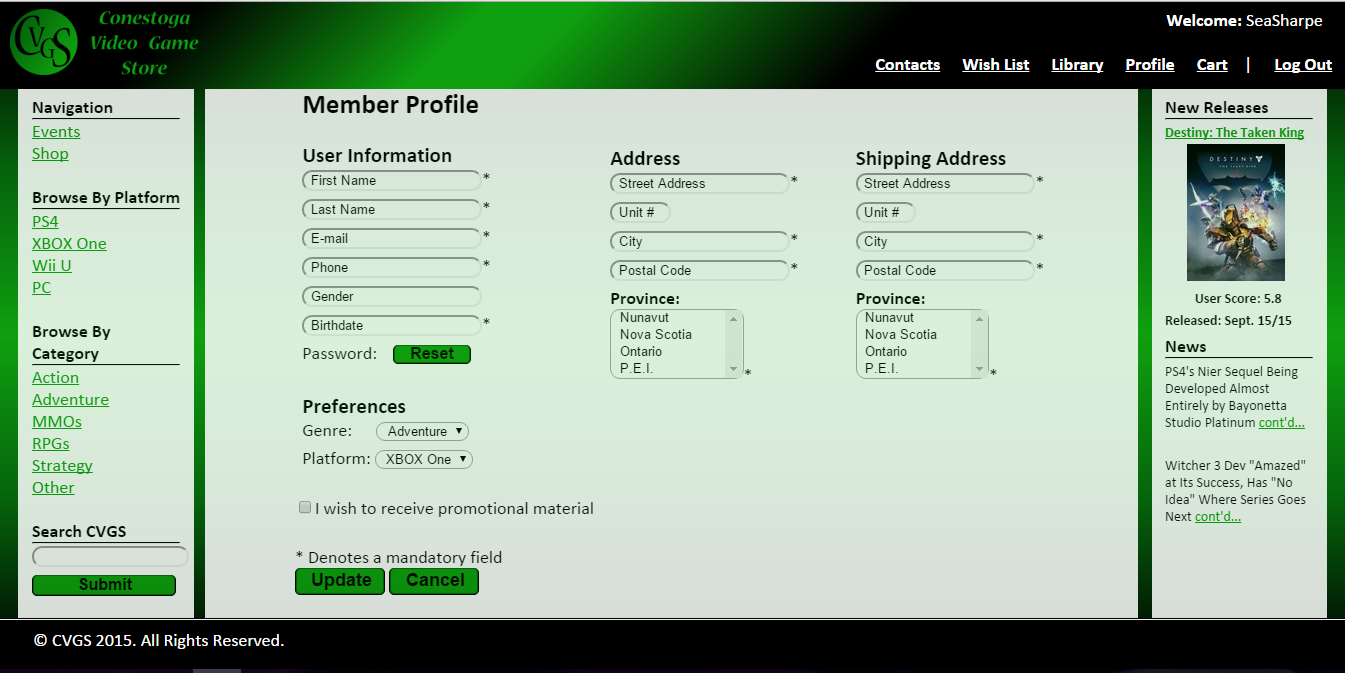 CVGS
Conestoga
Video Game
Store
Welcome: SeaSharpe
Contacts Wish List Library Profile Cart | Log Out
Navigation
Events
Shop
Browse By Platform
PS4
XBOX One
Wii U
PC
Browse By
Category
Action
Adventure
MMOs
RPGs
Strategy
Other
Search CVGS
Submit
Member Profile
User Information
First Name *
Last Name *
E-mail *
Phone *
Gender
Birthdate *
Password: Reset
Preferences
Genre: Adventure
Platform: XBOX One
I wish to receive promotional material
* Denotes a mandatory field
Update Cancel
Address
Street Address *
Unit #
City *
Postal Code *
Province:
Nunavut
Nova Scotia
Ontario
P.E.I. *
Shipping Address
Street Address *
Unit #
City *
Postal Code *
Province:
Nunavut
Nova Scotia
Ontario
P.E.I. *
New Releases
Destiny: The Taken King
DESTINY
THE TAKEN KING
User Score: 5.8
Released: Sept. 15/15
News
PS4's Nier Sequel Being
Developed Almost
Entirely by Bayonetta
Studio Platinum cont'd...
Witcher 3 Dev "Amazed"
at Its Success, Has "No
Idea" Where Series Goes
Next cont'd...
© CVGS 2015. All Rights Reserved.